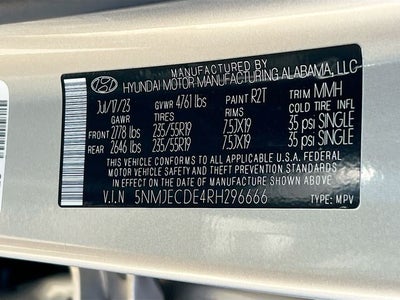 MANUFACTURED BY
HYUNDAI MOTOR MANUFACTURING ALABAMA, LLC
Jul/17/23 GVWR 4761 lbs PAINT R2T TRIM MMH
GAWR TIRES RIMS COLD TIRE INFL
FRONT 2778 lbs 235/55R19 7.5JX19 35 psi SINGLE
REAR 2646 lbs 235/55R19 7.5JX19 35 psi SINGLE
THIS VEHICLE CONFORMS TO ALL APPLICABLE U.S.A. FEDERAL
MOTOR VEHICLE SAFETY, BUMPER, AND THEFT PREVENTION
STANDARDS IN EFFECT ON THE DATE OF MANUFACTURE SHOWN ABOVE.
V.I.N 5NMJECDE4RH296666 TYPE: MPV